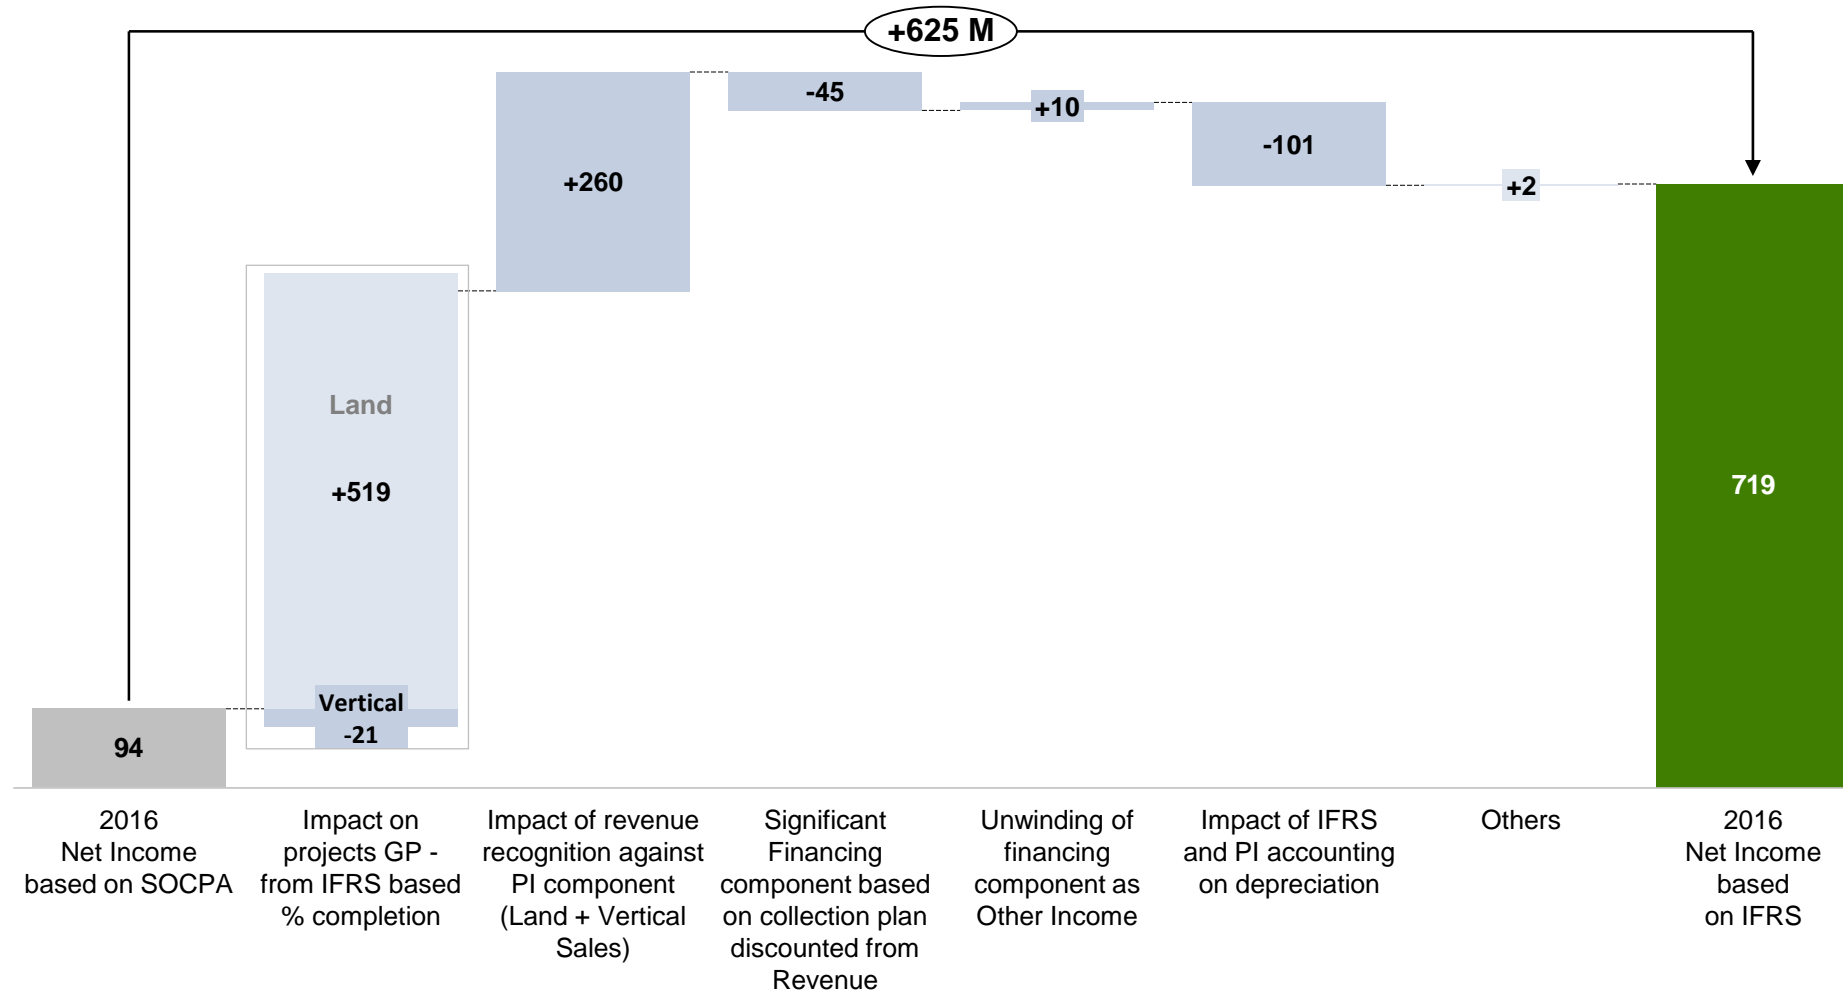 +625 M
-45
+10
-101
+260
+2
Land
+519
719
Vertical
-21
94
2016
Net Income
based on SOCPA
Impact on
projects GP -
from IFRS based
% completion
Impact of revenue
recognition against
PI component
(Land + Vertical
Sales)
Significant
Financing
component based
on collection plan
discounted from
Revenue
Unwinding of
financing
component as
Other Income
Impact of IFRS
and PI accounting
on depreciation
Others
2016
Net Income
based
on IFRS